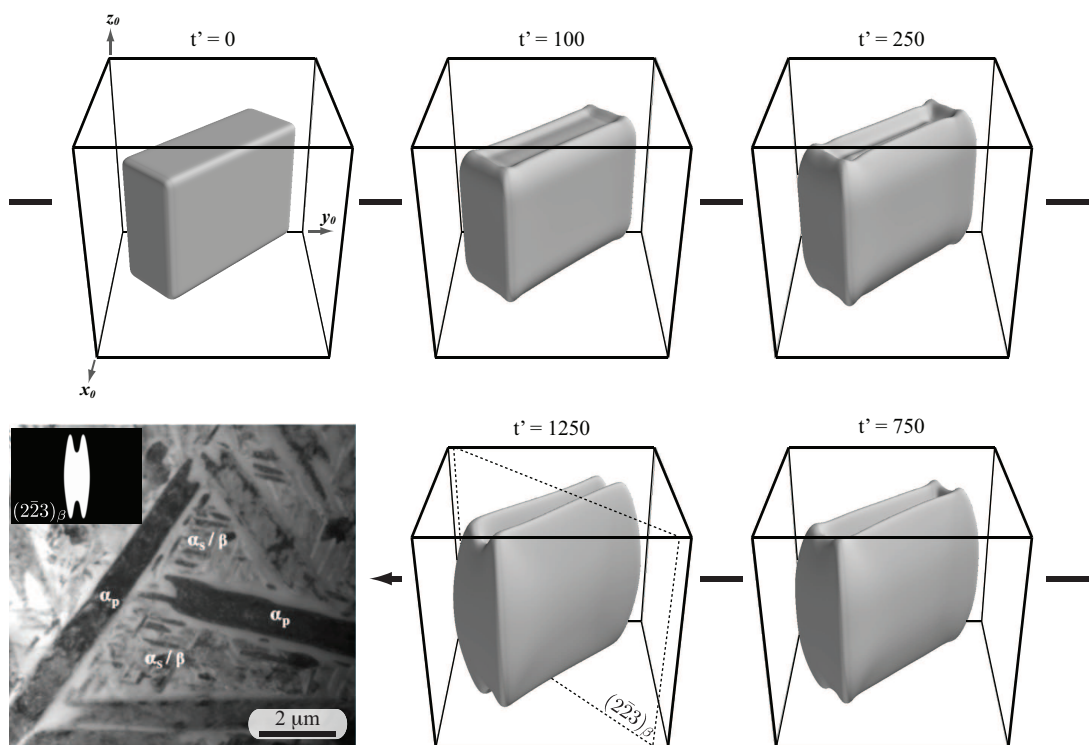 z₀
t' = 0
t' = 100
t' = 250
y₀
x₀
t' = 1250
t' = 750
(22̄3)β
αs / β
αp
αp
αs / β
(22̄3)β
2 μm